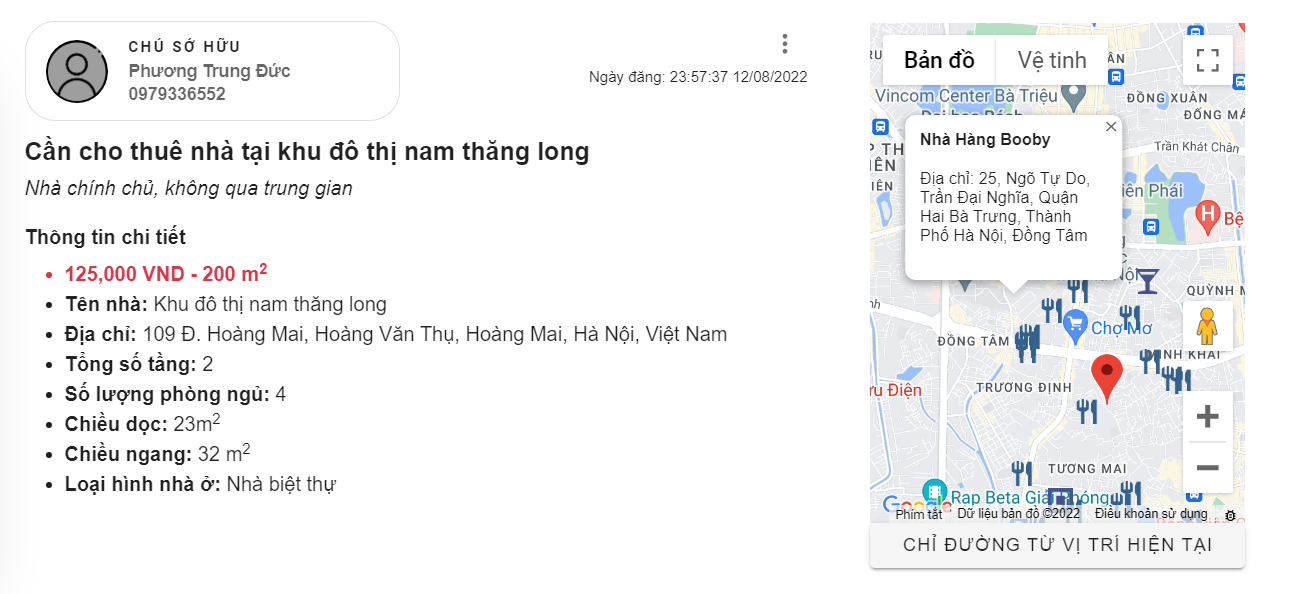 CHỦ SỞ HỮU
Phương Trung Đức
0979336552
Ngày đăng: 23:57:37 12/08/2022
Cần cho thuê nhà tại khu đô thị nam thăng long
Nhà chính chủ, không qua trung gian
Thông tin chi tiết
125,000 VND - 200 m²
Tên nhà: Khu đô thị nam thăng long
Địa chỉ: 109 Đ. Hoàng Mai, Hoàng Văn Thụ, Hoàng Mai, Hà Nội, Việt Nam
Tổng số tầng: 2
Số lượng phòng ngủ: 4
Chiều dọc: 23m²
Chiều ngang: 32 m²
Loại hình nhà ở: Nhà biệt thự
Bản đồ
Vệ tinh
Vincom Center Bà Triệu
ĐỒNG XUÂN
ĐỐNG MÁ
Trần Khát Chân
Nhà Hàng Booby
Địa chỉ: 25, Ngõ Tự Do,
Trần Đại Nghĩa, Quận
Hai Bà Trưng, Thành
Phố Hà Nội, Đồng Tâm
iên Phái
H
Bệ
QUỲNH M
Chợ Mơ
ĐỒNG TÂM
INH KHAI
TRƯƠNG ĐỊNH
ưu Điện
TƯƠNG MAI
Rạp Beta Giải Phóng
Google
Phím tắt
Dữ liệu bản đồ ©2022
Điều khoản sử dụng
CHỈ ĐƯỜNG TỪ VỊ TRÍ HIỆN TẠI